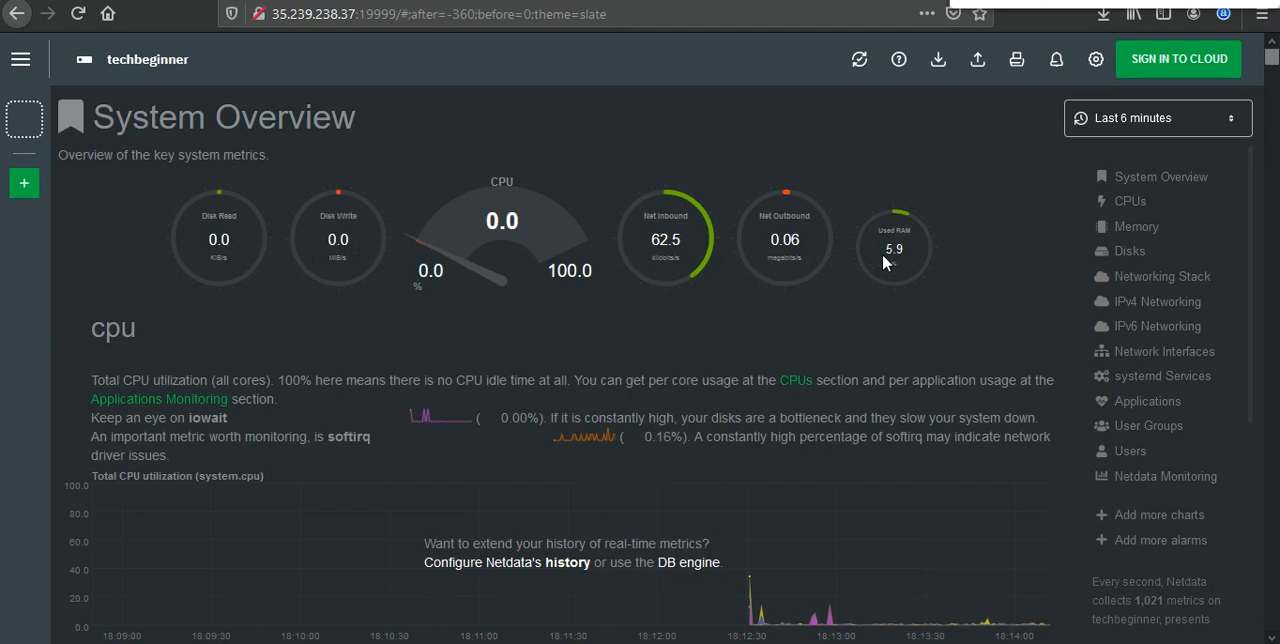 35.239.238.37:19999/#;after=-360;before=0;theme=slate
techbeginner
SIGN IN TO CLOUD
System Overview
Last 6 minutes
Overview of the key system metrics.
Disk Read
0.0
KiB/s
Disk Write
0.0
MiB/s
CPU
0.0
0.0
100.0
%
Net Inbound
62.5
kilobits/s
Net Outbound
0.06
megabits/s
Used RAM
5.9
System Overview
CPUs
Memory
Disks
Networking Stack
IPv4 Networking
IPv6 Networking
Network Interfaces
systemd Services
Applications
User Groups
Users
Netdata Monitoring
Add more charts
Add more alarms
Every second, Netdata
collects 1,021 metrics on
techbeginner, presents
cpu
Total CPU utilization (all cores). 100% here means there is no CPU idle time at all. You can get per core usage at the CPUs section and per application usage at the
Applications Monitoring section.
Keep an eye on iowait ( 0.00%). If it is constantly high, your disks are a bottleneck and they slow your system down.
An important metric worth monitoring, is softirq ( 0.16%). A constantly high percentage of softirq may indicate network
driver issues.
Total CPU utilization (system.cpu)
100.0
80.0
60.0
40.0
20.0
0.0
Want to extend your history of real-time metrics?
Configure Netdata's history or use the DB engine.
18:09:00 18:09:30 18:10:00 18:10:30 18:11:00 18:11:30 18:12:00 18:12:30 18:13:00 18:13:30 18:14:00